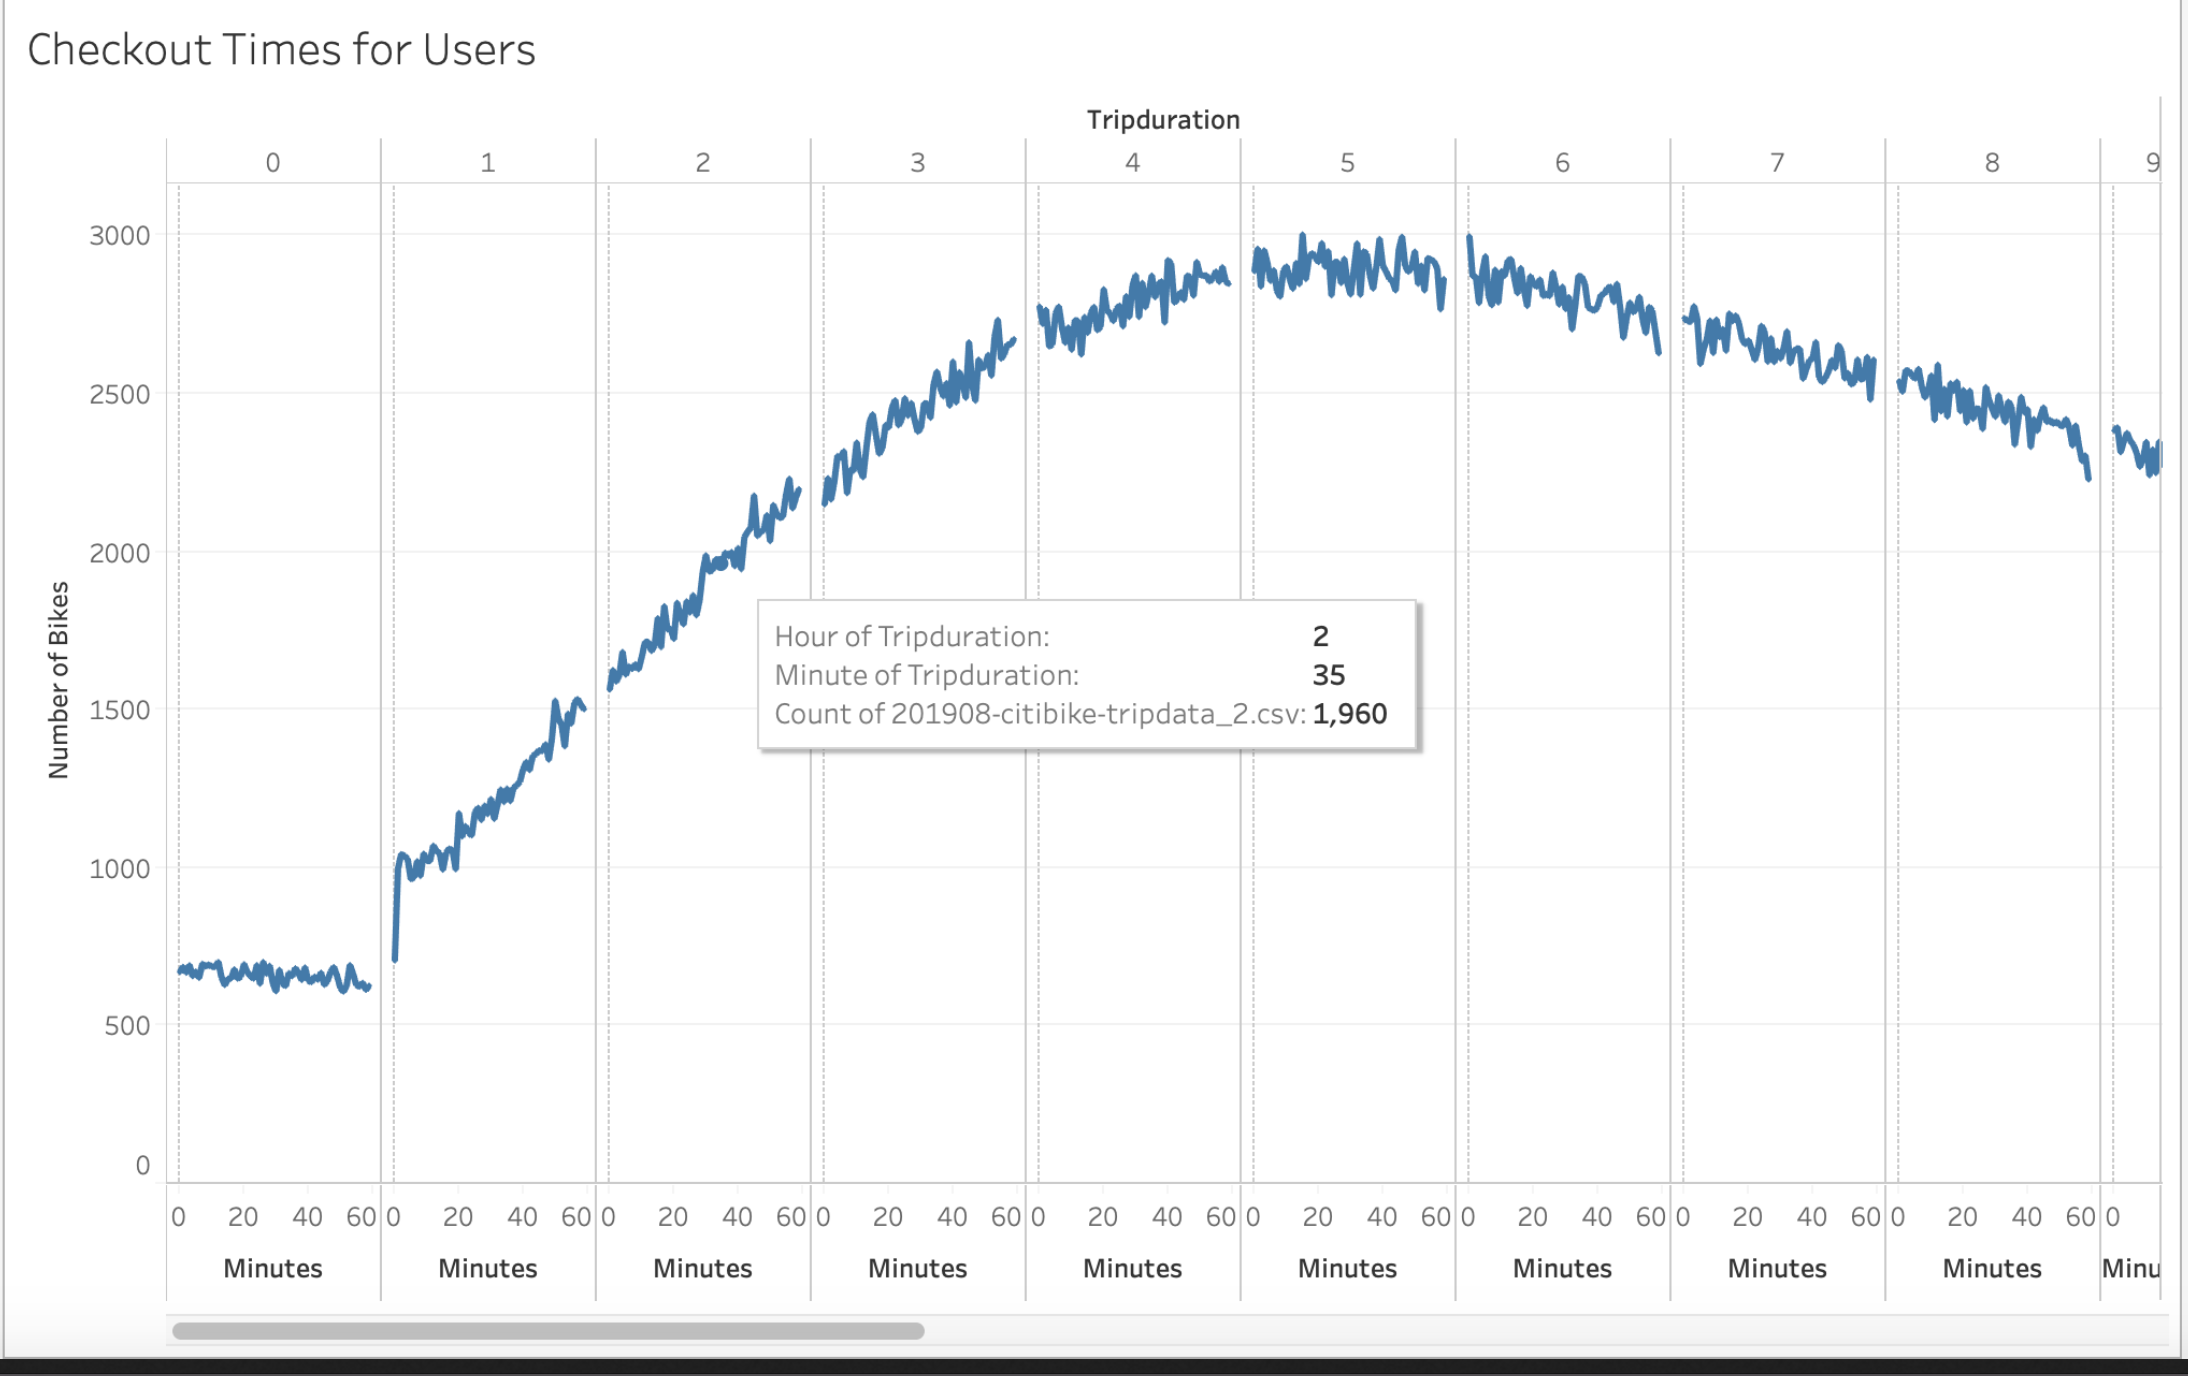 Checkout Times for Users
Tripduration
0 1 2 3 4 5 6 7 8 9
3000
2500
2000
1500
1000
500
0
Number of Bikes
Hour of Tripduration: 2
Minute of Tripduration: 35
Count of 201908-citibike-tripdata_2.csv: 1,960
0 20 40 60 0 20 40 60 0 20 40 60 0 20 40 60 0 20 40 60 0 20 40 60 0 20 40 60 0 20 40 60 0 20 40 60 0
Minutes Minutes Minutes Minutes Minutes Minutes Minutes Minutes Minutes Minu